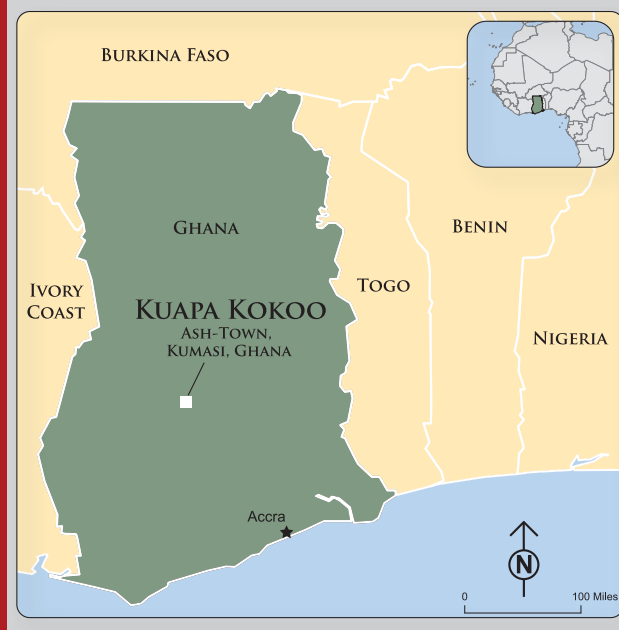 BURKINA FASO
GHANA
BENIN
IVORY
COAST
TOGO
KUAPA KOKOO
ASH-TOWN,
KUMASI, GHANA
NIGERIA
Accra
N
0 100 Miles